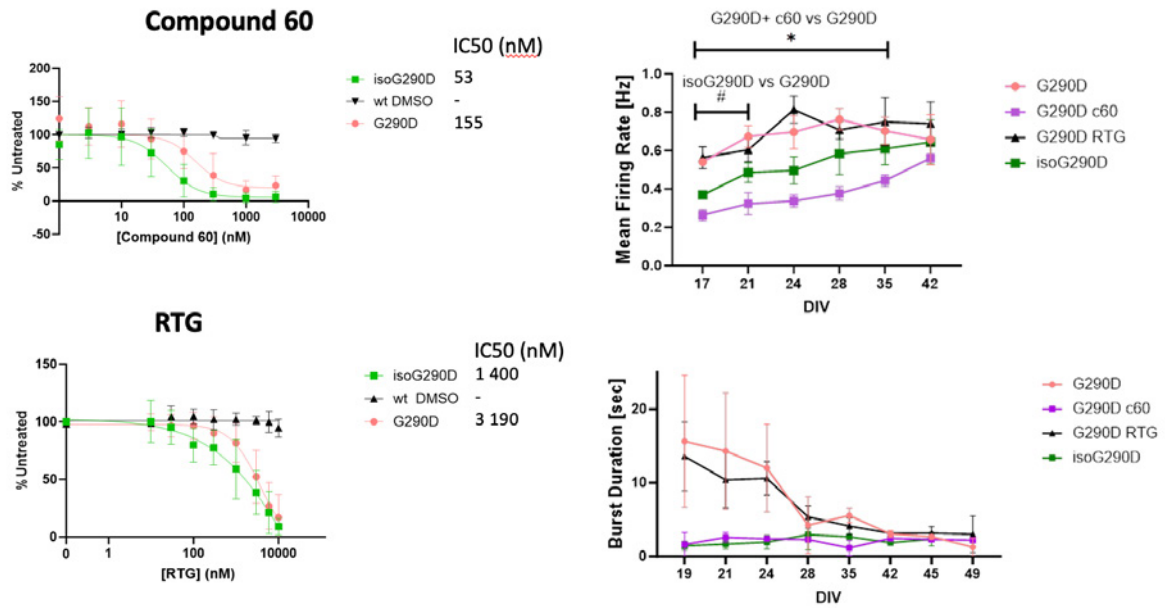 Compound 60
IC50 (nM)
isoG290D 53
wt DMSO -
G290D 155
% Untreated
200
150
100
50
0
-50
10 100 1000 10000
[Compound 60] (nM)
G290D+ c60 vs G290D
*
isoG290D vs G290D
#
Mean Firing Rate [Hz]
1.0
0.8
0.6
0.4
0.2
0.0
17 21 24 28 35 42
DIV
G290D
G290D c60
G290D RTG
isoG290D
RTG
IC50 (nM)
isoG290D 1 400
wt DMSO -
G290D 3 190
% Untreated
150
100
50
0
0 1 100 10000
[RTG] (nM)
Burst Duration [sec]
20
10
0
19 21 24 28 35 42 45 49
DIV
G290D
G290D c60
G290D RTG
isoG290D